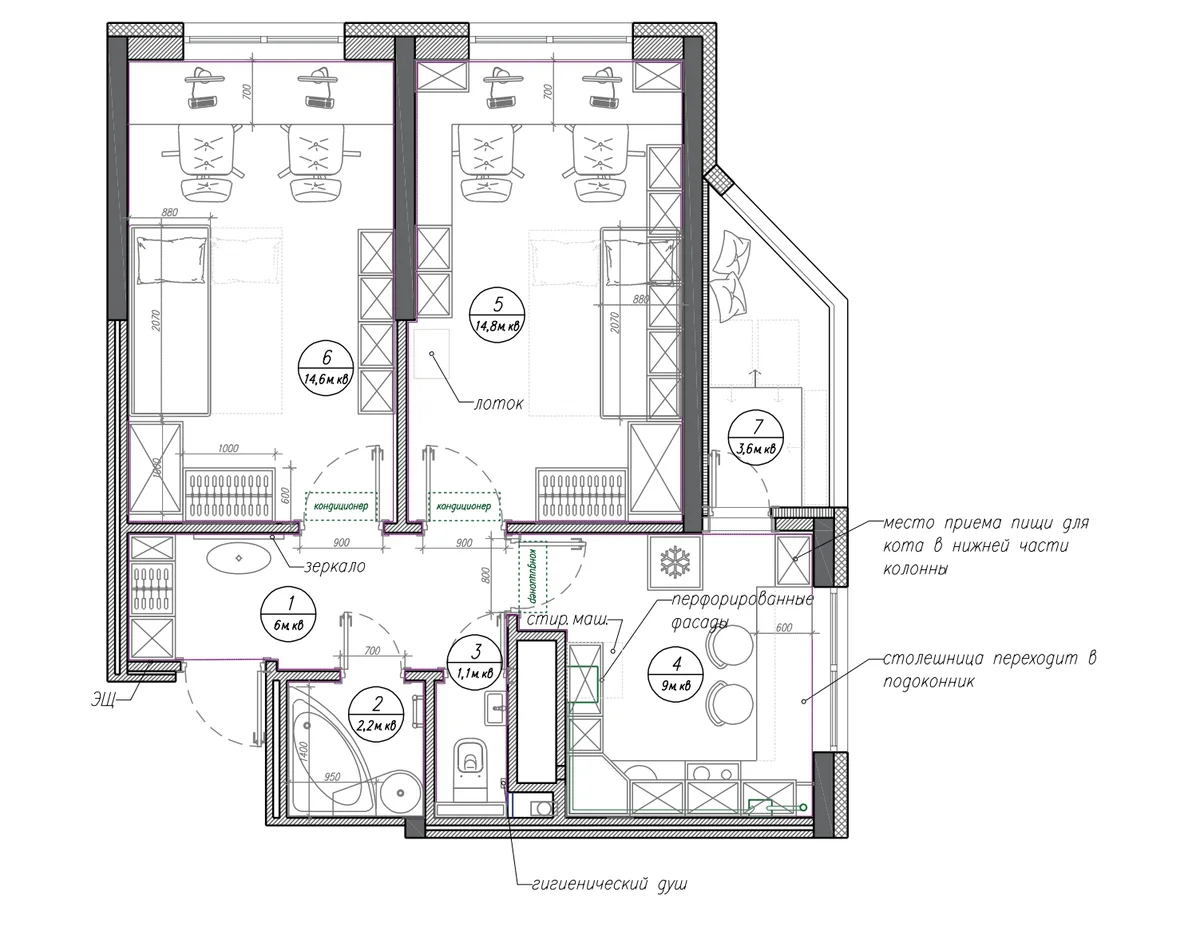 700
700
880
2070
5
14,8м кв
880
2070
6
14,6м кв
лоток
7
3,6м кв
1000
1000
600
кондиционер
кондиционер
900
900
место приема пищи для
кота в нижней части
колонны
зеркало
800
кондиционер
1
6м кв
перфорированные
фасады
стир.маш.
600
700
3
1,1м кв
4
9м кв
столешница переходит в
подоконник
ЭЩ
2
2,2м кв
1400
950
гигиенический душ